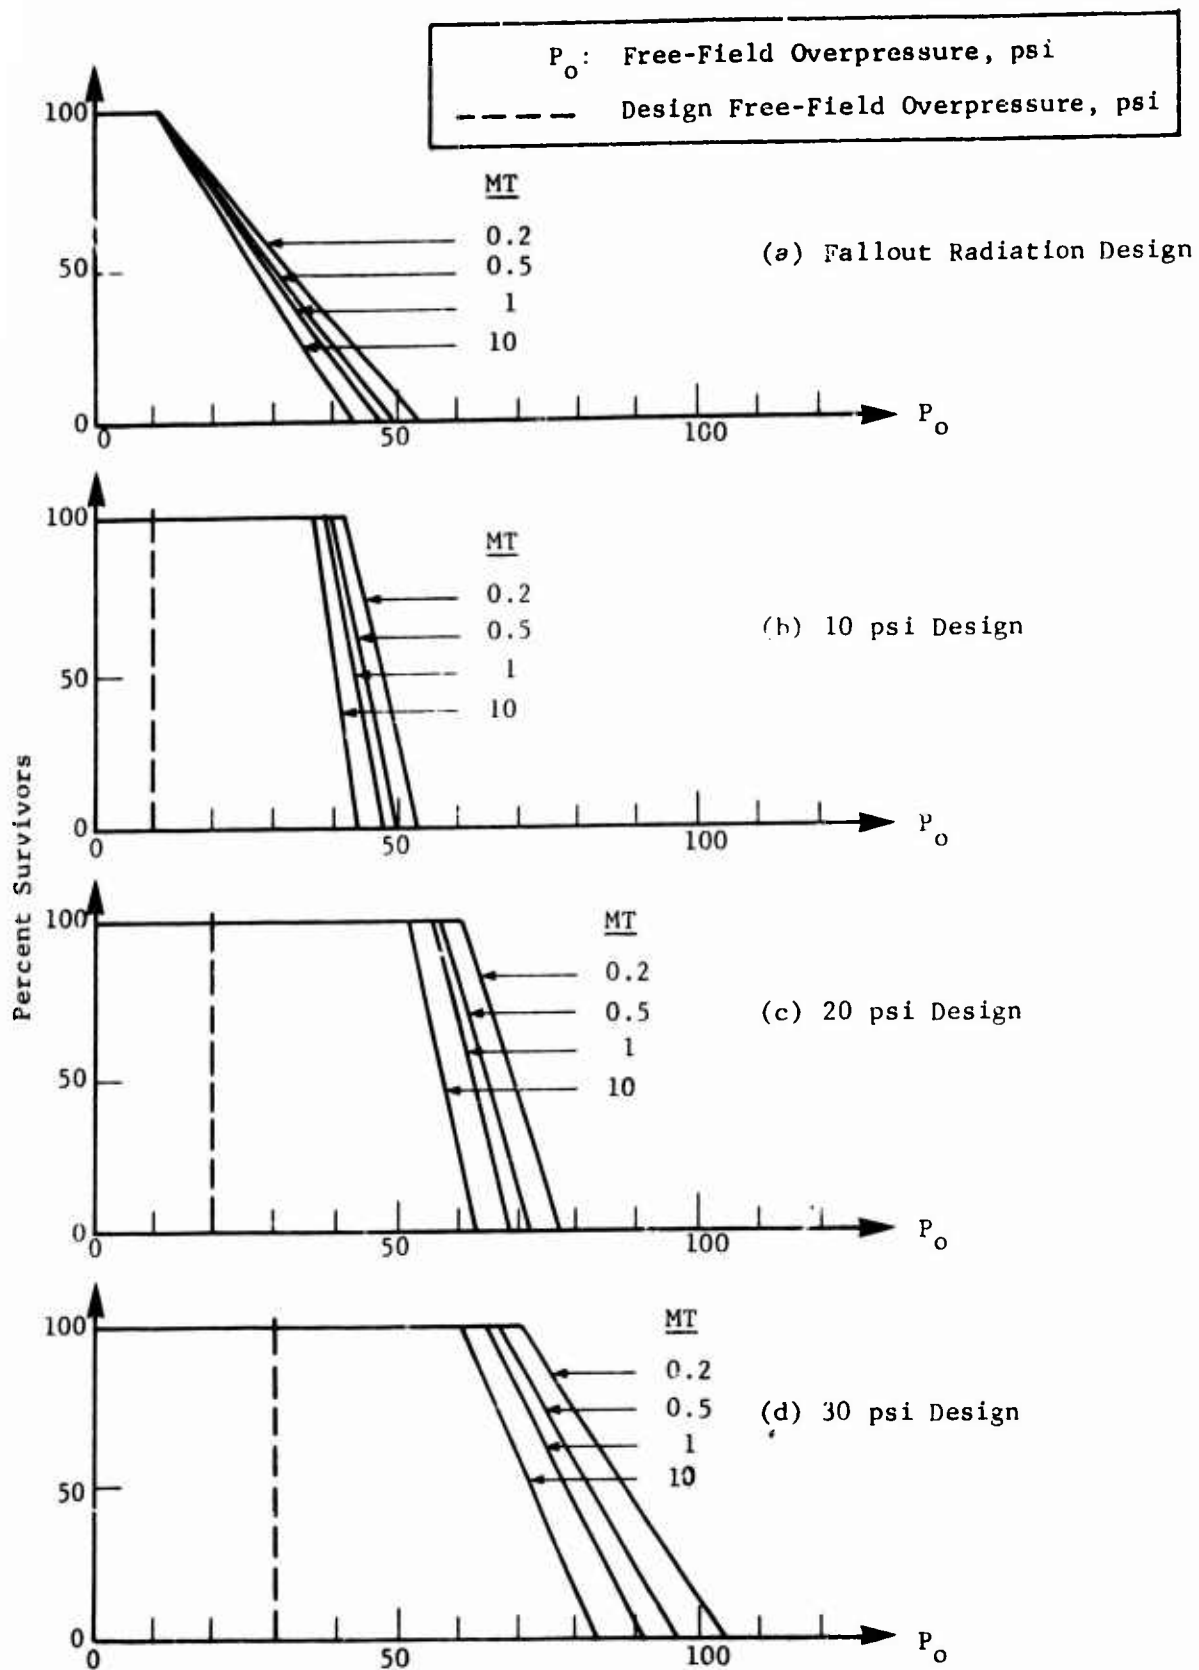 P_o: Free-Field Overpressure, psi
Design Free-Field Overpressure, psi
100
50
0
0
50
100
P_o
MT
0.2
0.5
1
10
(a) Fallout Radiation Design
100
50
0
0
50
100
P_o
MT
0.2
0.5
1
10
(b) 10 psi Design
Percent Survivors
100
50
0
0
50
100
P_o
MT
0.2
0.5
1
10
(c) 20 psi Design
100
50
0
0
50
100
P_o
MT
0.2
0.5
1
10
(d) 30 psi Design